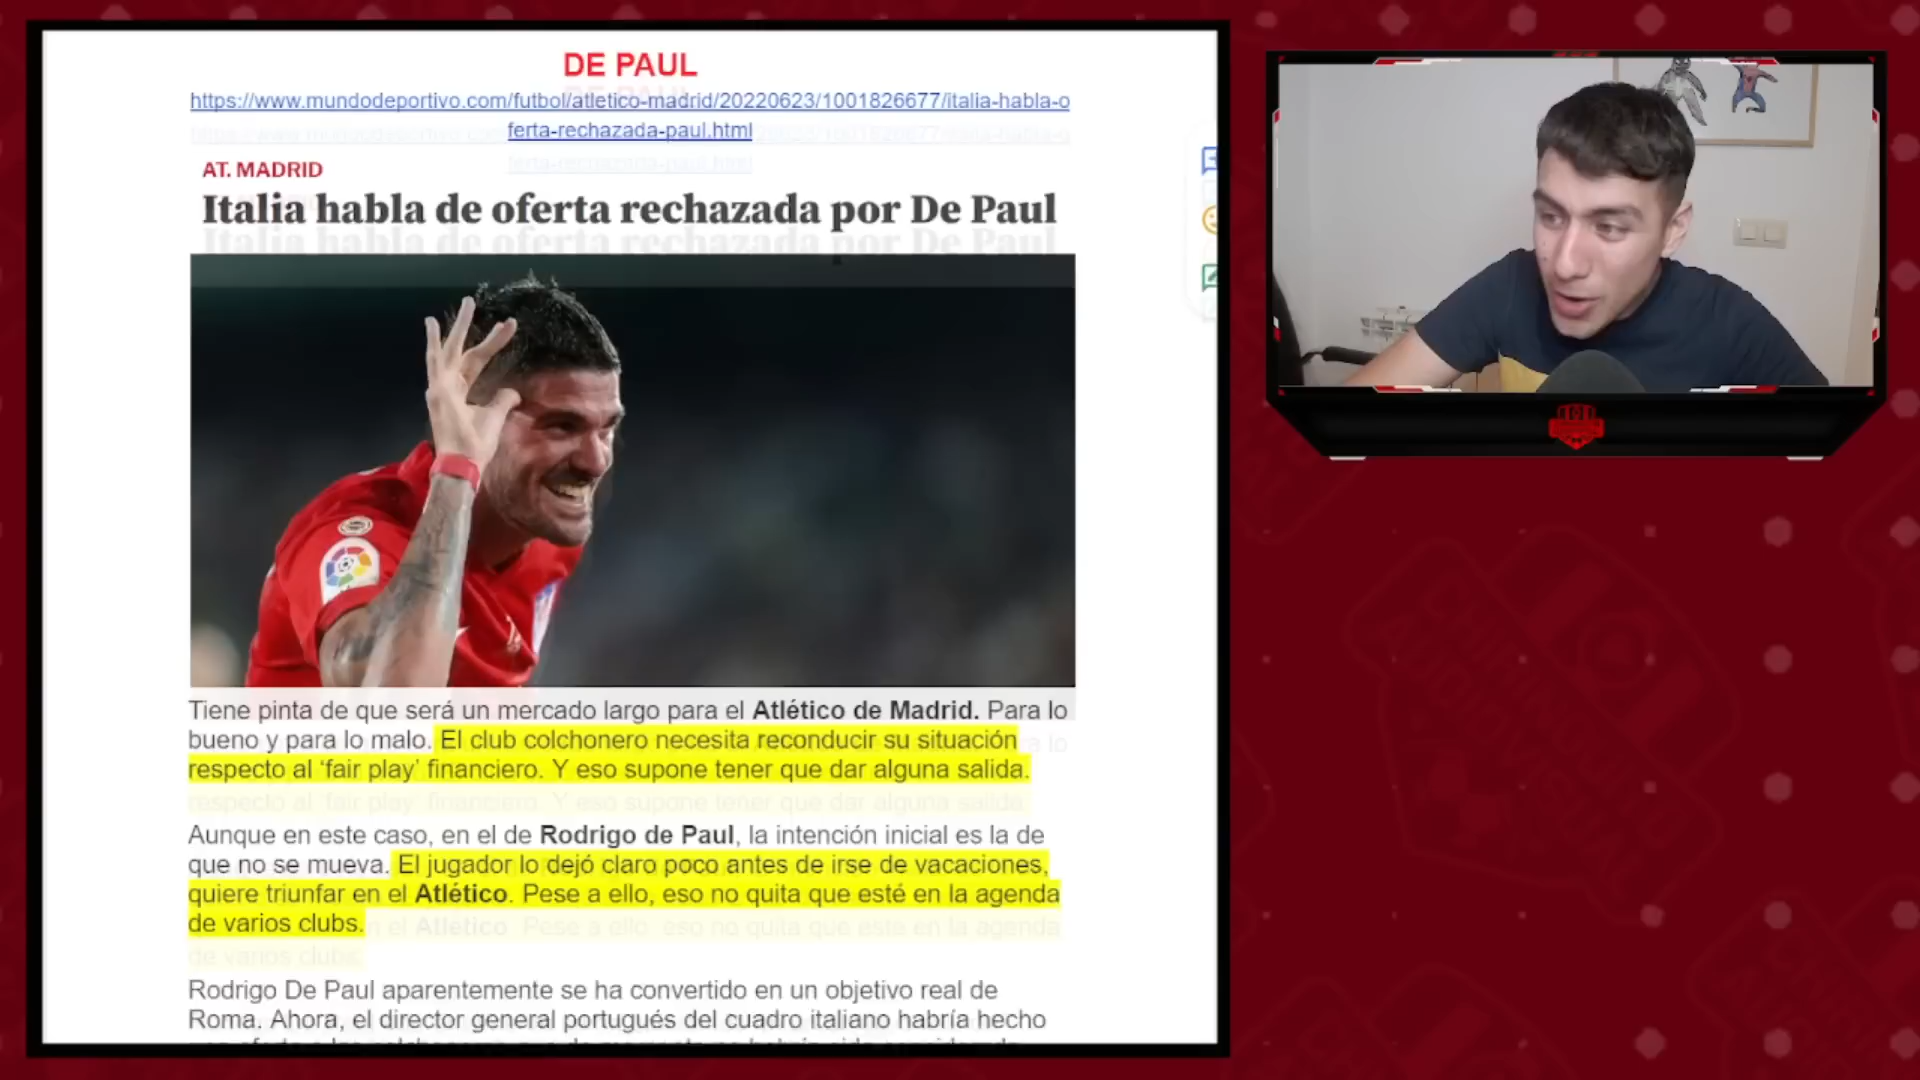 DE PAUL
https://www.mundodeportivo.com/futbol/atletico-madrid/20220623/1001826677/italia-habla-o
ferta-rechazada-paul.html
AT. MADRID
Italia habla de oferta rechazada por De Paul
Tiene pinta de que será un mercado largo para el Atlético de Madrid. Para lo
bueno y para lo malo. El club colchonero necesita reconducir su situación
respecto al ‘fair play’ financiero. Y eso supone tener que dar alguna salida.
Aunque en este caso, en el de Rodrigo de Paul, la intención inicial es la de
que no se mueva. El jugador lo dejó claro poco antes de irse de vacaciones,
quiere triunfar en el Atlético. Pese a ello, eso no quita que esté en la agenda
de varios clubs.
Rodrigo De Paul aparentemente se ha convertido en un objetivo real de
Roma. Ahora, el director general portugués del cuadro italiano habría hecho